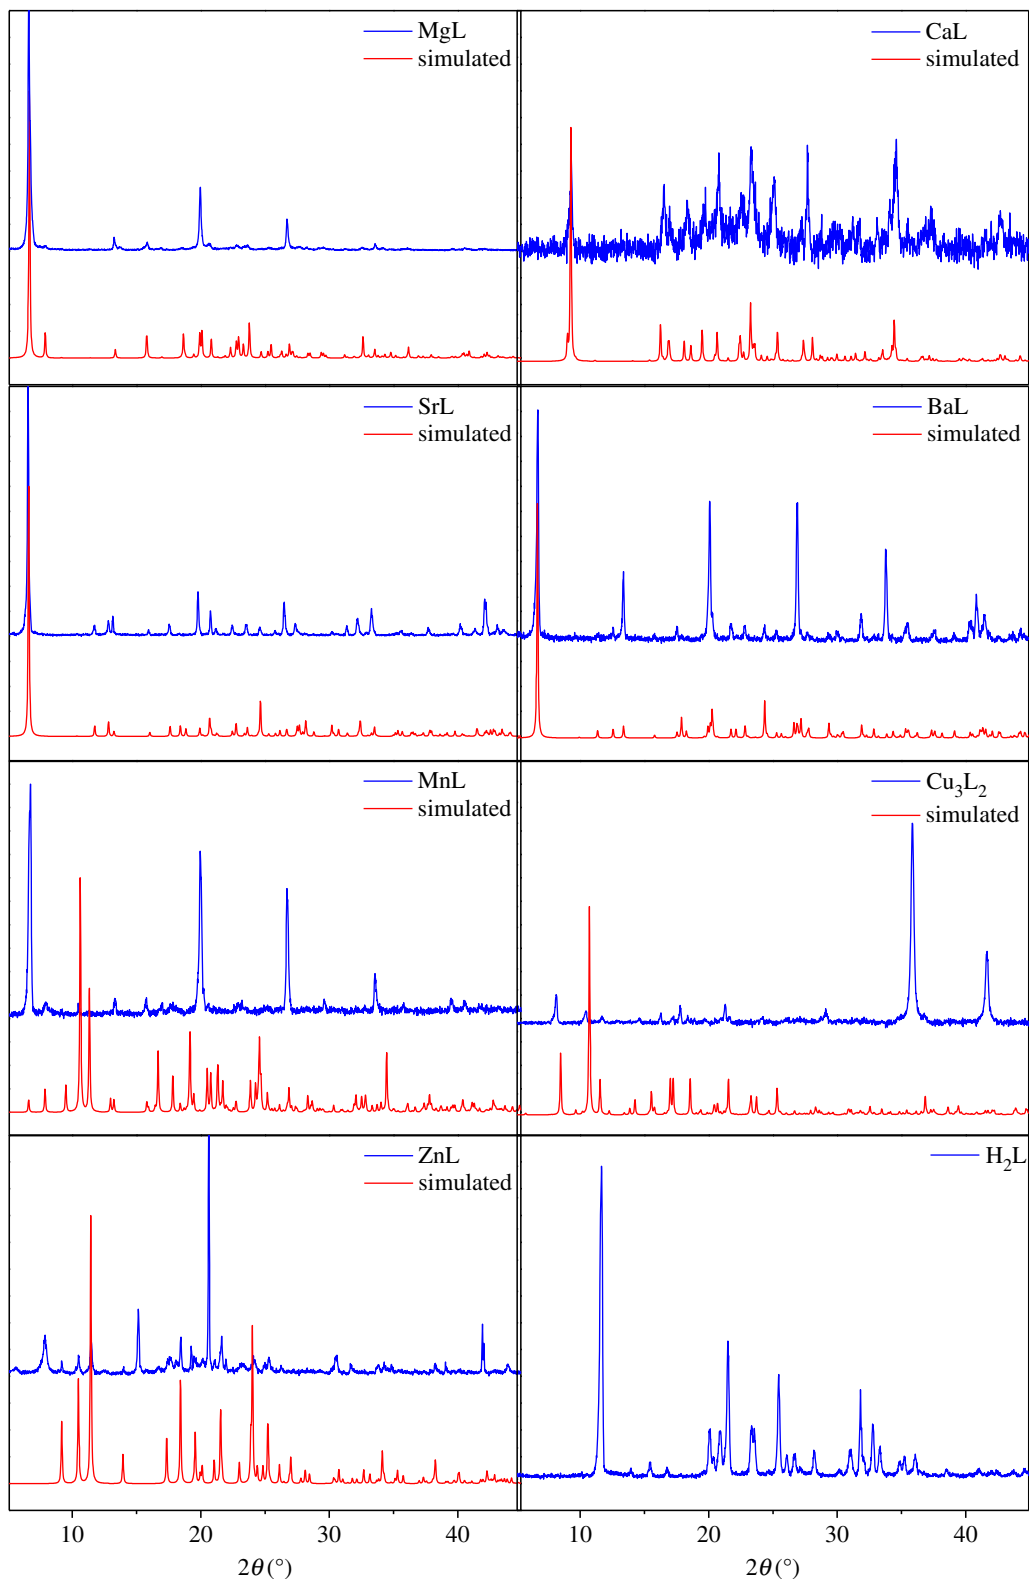 MgL
simulated
CaL
simulated
SrL
simulated
BaL
simulated
MnL
simulated
Cu₃L₂
simulated
ZnL
simulated
H₂L
10 20 30 40
10 20 30 40
2θ (°)
2θ (°)